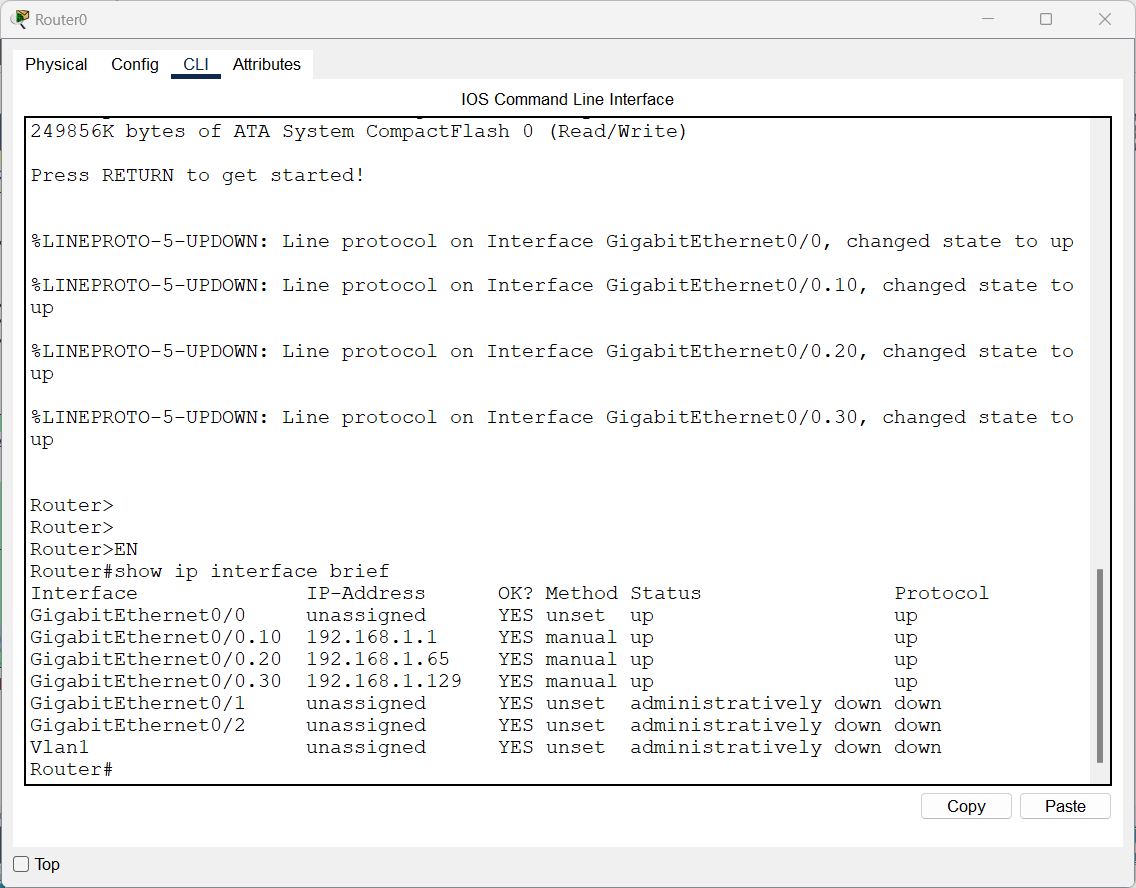 Router0
Physical Config CLI Attributes
IOS Command Line Interface
249856K bytes of ATA System CompactFlash 0 (Read/Write)
Press RETURN to get started!
%LINEPROTO-5-UPDOWN: Line protocol on Interface GigabitEthernet0/0, changed state to up
%LINEPROTO-5-UPDOWN: Line protocol on Interface GigabitEthernet0/0.10, changed state to
up
%LINEPROTO-5-UPDOWN: Line protocol on Interface GigabitEthernet0/0.20, changed state to
up
%LINEPROTO-5-UPDOWN: Line protocol on Interface GigabitEthernet0/0.30, changed state to
up
Router>
Router>
Router>EN
Router#show ip interface brief
Interface IP-Address OK? Method Status Protocol
GigabitEthernet0/0 unassigned YES unset up up
GigabitEthernet0/0.10 192.168.1.1 YES manual up up
GigabitEthernet0/0.20 192.168.1.65 YES manual up up
GigabitEthernet0/0.30 192.168.1.129 YES manual up up
GigabitEthernet0/1 unassigned YES unset administratively down down
GigabitEthernet0/2 unassigned YES unset administratively down down
Vlan1 unassigned YES unset administratively down down
Router#
Copy Paste
Top